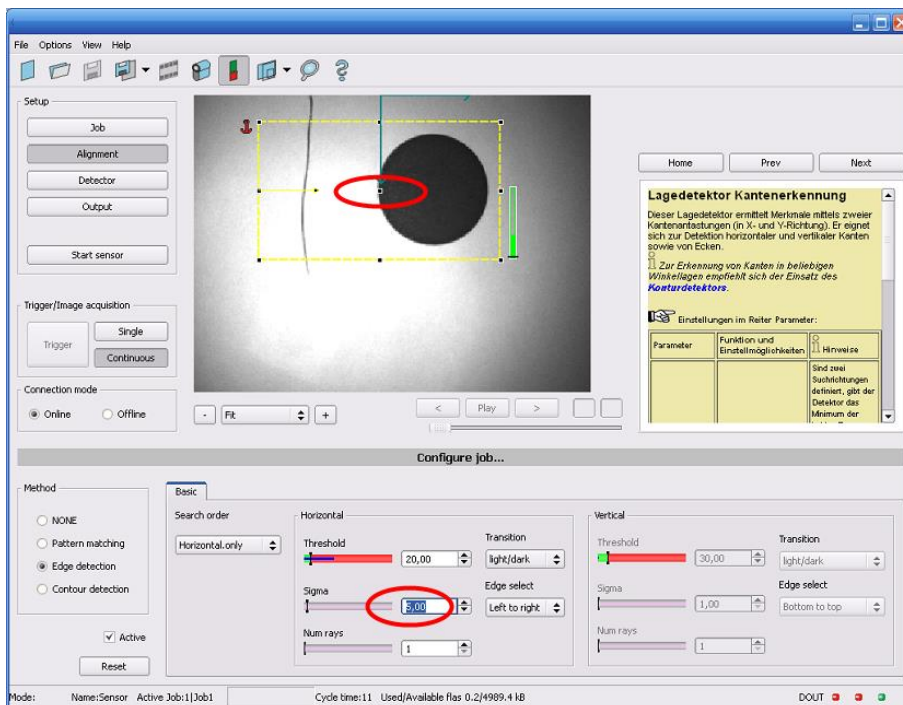 File Options View Help
Setup
Job
Alignment
Detector
Output
Start sensor
Trigger/Image acquisition
Trigger
Single
Continuous
Connection mode
Online Offline
- Fit +
< Play >
Home Prev Next
Lagedetektor Kantenerkennung
Dieser Lagedetektor ermittelt Merkmale mittels zweier
Kantenantastungen (in X- und Y-Richtung). Er eignet
sich zur Detektion horizontaler und vertikaler Kanten
sowie von Ecken.
Zur Erkennung von Kanten in beliebigen
Winkellagen empfiehlt sich der Einsatz des
Konturdetektors.
Einstellungen im Reiter Parameter:
Parameter
Funktion und
Einstellmöglichkeiten
Hinweise
Sind zwei
Suchrichtungen
definiert, gibt der
Detektor das
Minimum der
Configure job...
Method
NONE
Pattern matching
Edge detection
Contour detection
Active
Reset
Basic
Search order
Horizontal.only
Horizontal
Threshold
20,00
Transition
light/dark
Sigma
5,00
Edge select
Left to right
Num rays
1
Vertical
Threshold
30,00
Transition
light/dark
Sigma
1,00
Edge select
Bottom to top
Num rays
1
Mode: Name:Sensor Active Job:1|Job1 Cycle time:11 Used/Available flas 0.2/4989.4 kB DOUT